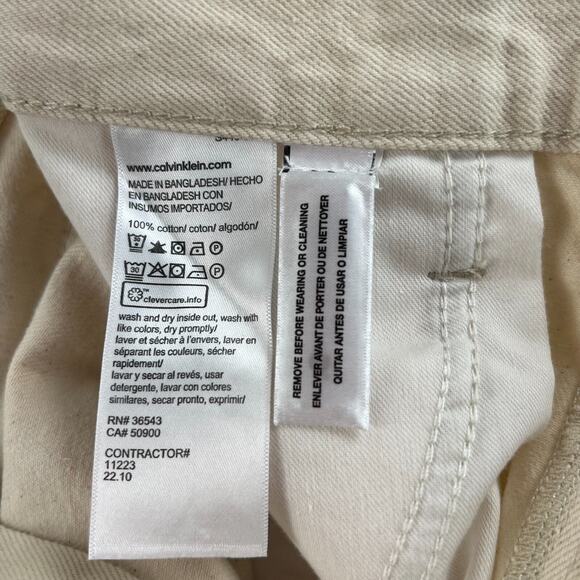 www.calvinklein.com
MADE IN BANGLADESH/ HECHO
EN BANGLADESH CON
INSUMOS IMPORTADOS/
100% cotton/ coton/ algodón/
30
P
30
P
™
clevercare.info
wash and dry inside out, wash with
like colors, dry promptly/
laver et sécher à l'envers, laver en
séparant les couleurs, sécher
rapidement/
lavar y secar al revés, usar
detergente, lavar con colores
similares, secar pronto, exprimir/
RN# 36543
CA# 50900
CONTRACTOR#
11223
22.10
REMOVE BEFORE WEARING OR CLEANING
ENLEVER AVANT DE PORTER OU DE NETTOYER
QUITAR ANTES DE USAR O LIMPIAR